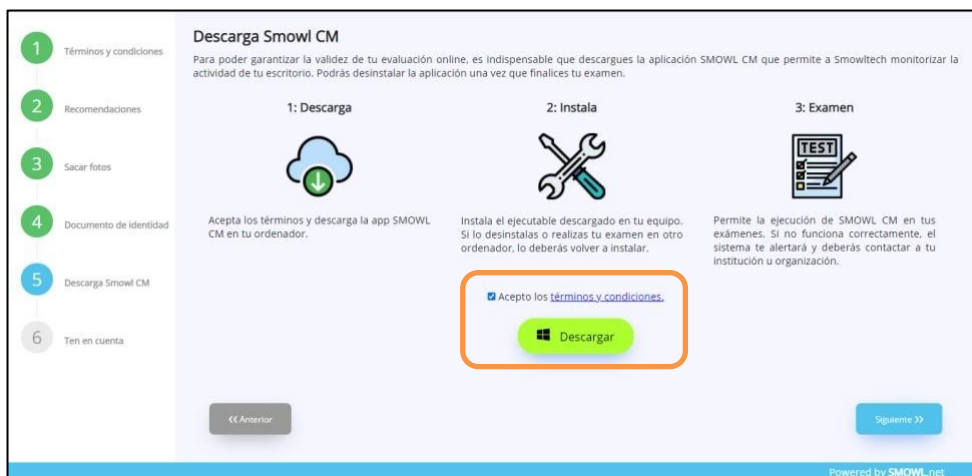 1
Términos y condiciones
2
Recomendaciones
3
Sacar fotos
4
Documento de identidad
5
Descarga Smowl CM
6
Ten en cuenta
Descarga Smowl CM
Para poder garantizar la validez de tu evaluación online, es indispensable que descargues la aplicación SMOWL CM que permite a Smowltech monitorizar la
actividad de tu escritorio. Podrás desinstalar la aplicación una vez que finalices tu examen.
1: Descarga
Acepta los términos y descarga la app SMOWL
CM en tu ordenador.
2: Instala
Instala el ejecutable descargado en tu equipo.
Si lo desinstalas o realizas tu examen en otro
ordenador, lo deberás volver a instalar.
3: Examen
TEST
Permite la ejecución de SMOWL CM en tus
exámenes. Si no funciona correctamente, el
sistema te alertará y deberás contactar a tu
institución u organización.
Acepto los términos y condiciones.
Descargar
❮❮ Anterior
Siguiente ❯❯
Powered by SMOWL.net